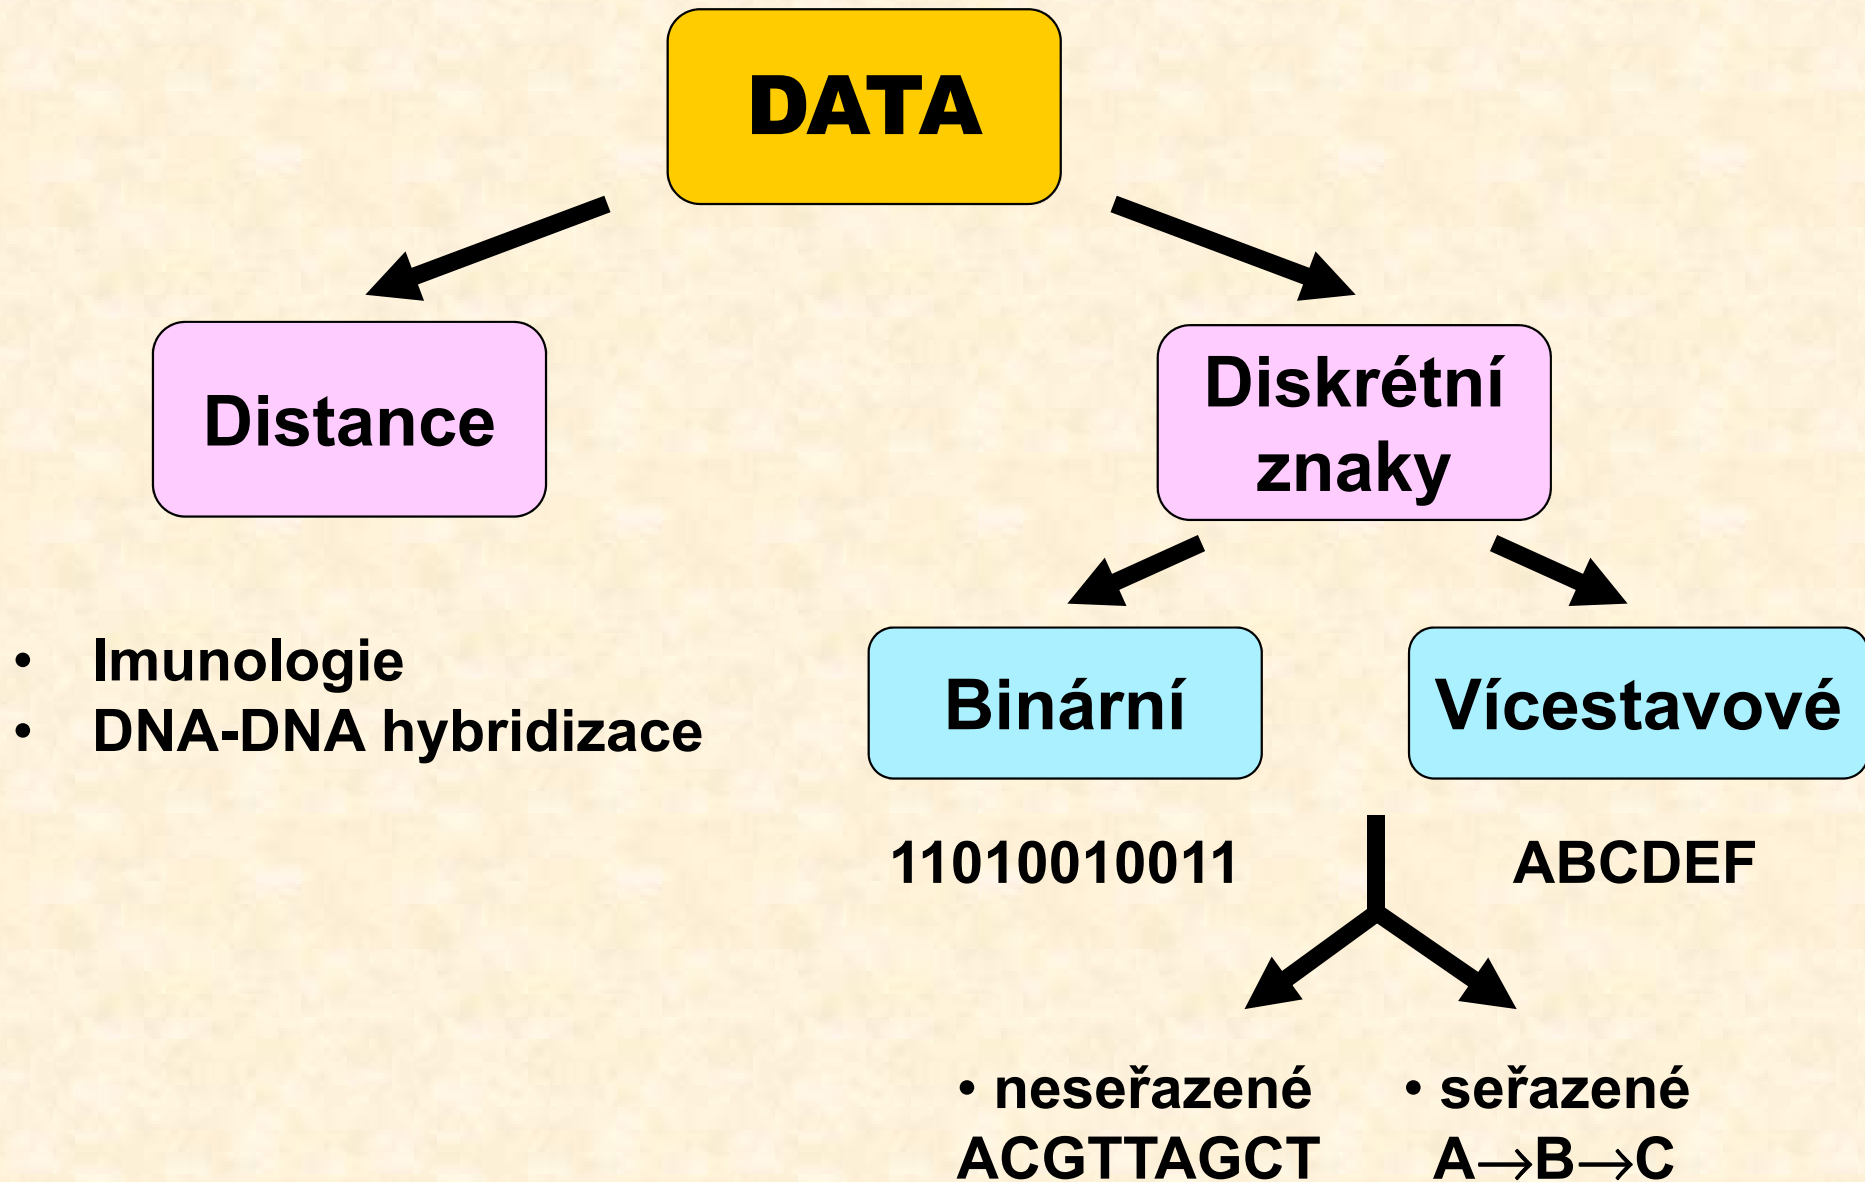 DATA
Distance
Diskrétní
znaky
• Imunologie
• DNA-DNA hybridizace
Binární
Vícestavové
11010010011
ABCDEF
• neseřazené
ACGTTAGCT
• seřazené
A→B→C